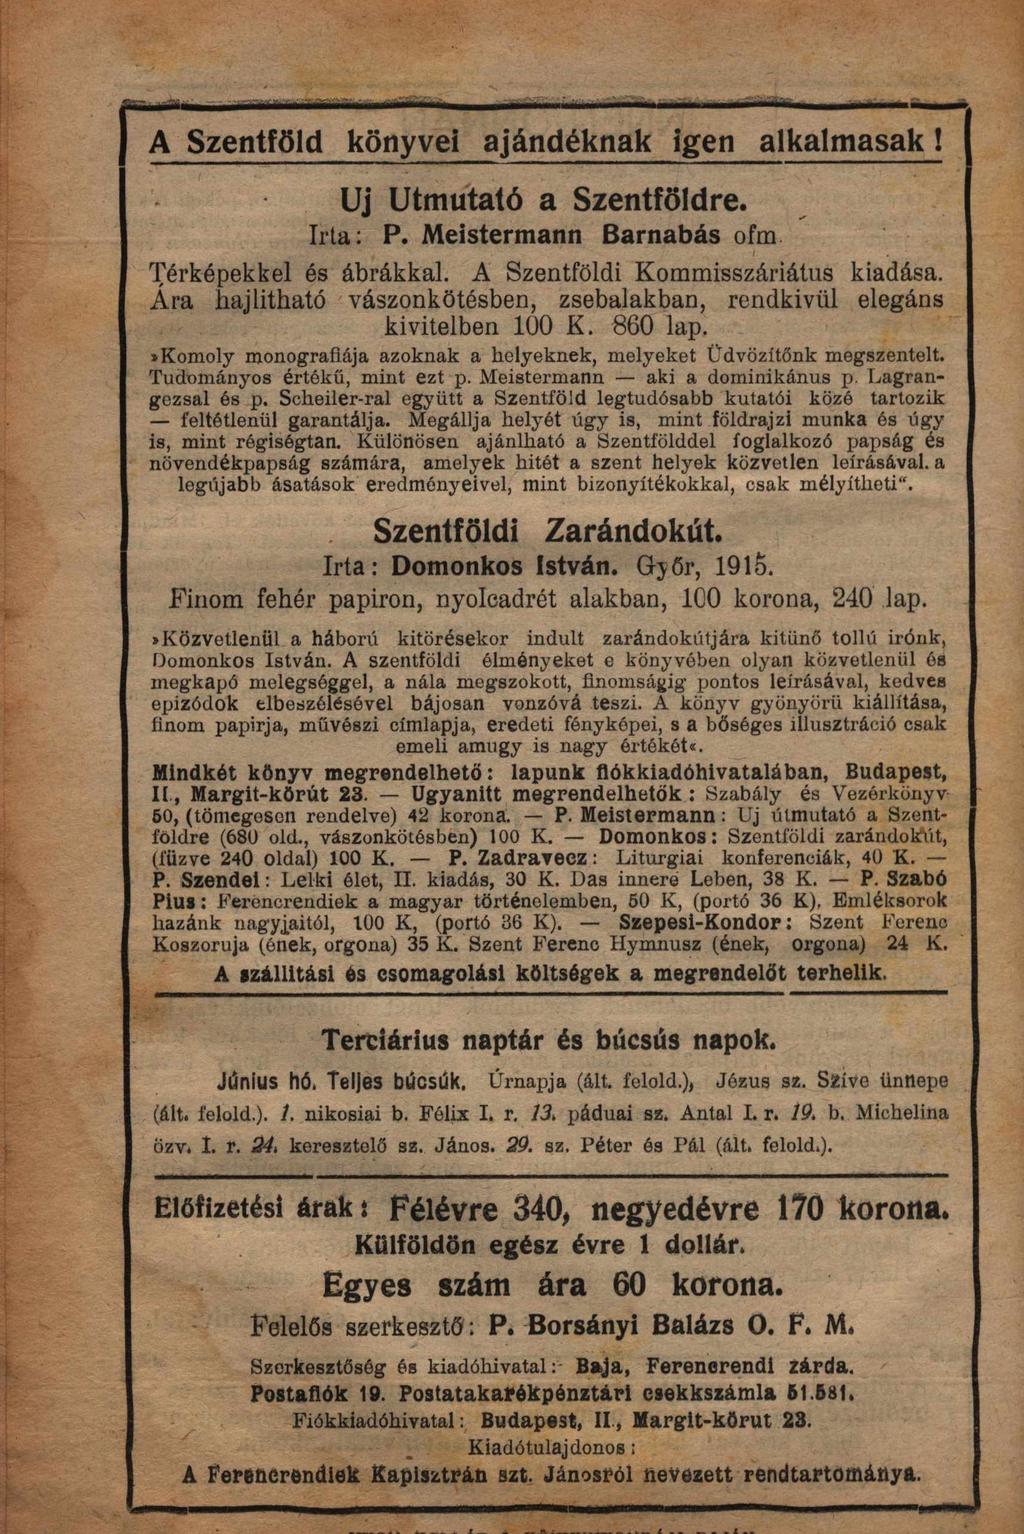 A Szentföld könyvei ajándéknak igen alkalmasak!
Uj Utmutató a Szentföldre.
Irta: P. Meistermann Barnabás ofm.
Térképekkel és ábrákkal. A Szentföldi Kommisszáriátus kiadása.
Ára hajlitható vászonkötésben, zsebalakban, rendkivül elegáns
kivitelben 100 K. 860 lap.
»Komoly monografiája azoknak a helyeknek, melyeket Üdvözítőnk megszentelt.
Tudományos értékű, mint ezt p. Meistermann — aki a dominikánus p. Lagran-
gezsal és p. Scheiler-ral együtt a Szentföld legtudósabb kutatói közé tartozik
— feltétlenül garantálja. Megállja helyét úgy is, mint földrajzi munka és úgy
is, mint régiségtan. Különösen ajánlható a Szentfölddel foglalkozó papság és
növendékpapság számára, amelyek hitét a szent helyek közvetlen leírásával. a
legújabb ásatások eredményeivel, mint bizonyítékokkal, csak mélyítheti“.
Szentföldi Zarándokút.
Irta: Domonkos István. Győr, 1915.
Finom fehér papiron, nyolcadrét alakban, 100 korona, 240 lap.
»Közvetlenül a háború kitörésekor indult zarándokútjára kitünő tollú irónk,
Domonkos István. A szentföldi élményeket e könyvében olyan közvetlenül és
megkapó melegséggel, a nála megszokott, finomságig pontos leírásával, kedves
epizódok elbeszélésével bájosan vonzóvá teszi. A könyv gyönyörü kiállítása,
finom papirja, művészi címlapja, eredeti fényképei, s a bőséges illusztráció csak
emeli amugy is nagy értékét«.
Mindkét könyv megrendelhető: lapunk fiókkiadóhivatalában, Budapest,
II., Margit-körút 23. — Ugyanitt megrendelhetők: Szabály és Vezérkönyv
50, (tömegesen rendelve) 42 korona. — P. Meistermann: Uj útmutató a Szent-
földre (680 old., vászonkötésben) 100 K. — Domonkos: Szentföldi zarándokút,
(füzve 240 oldal) 100 K. — P. Zadravecz: Liturgiai konferenciák, 40 K. —
P. Szendei: Lelki élet, II. kiadás, 30 K. Das innere Leben, 38 K. — P. Szabó
Pius: Ferencrendiek a magyar történelemben, 50 K, (portó 36 K). Emléksorok
hazánk nagyjaitól, 100 K, (portó 36 K). — Szepesi-Kondor: Szent Ferenc
Koszoruja (ének, orgona) 35 K. Szent Ferenc Hymnusz (ének, orgona) 24 K.
A szállitási és csomagolási költségek a megrendelőt terhelik.
Terciárius naptár és búcsús napok.
Június hó. Teljes búcsúk. Úrnapja (ált. felold.), Jézus sz. Szive ünnepe
(ált. felold.). 1. nikosiai b. Félix I. r. 13. páduai sz. Antal I. r. 19. b. Michelina
özv. I. r. 24. keresztelő sz. János. 29. sz. Péter és Pál (ált. felold.).
Előfizetési árak: Félévre 340, negyedévre 170 korona.
Külföldön egész évre 1 dollár.
Egyes szám ára 60 korona.
Felelős szerkesztő: P. Borsányi Balázs O. F. M.
Szerkesztőség és kiadóhivatal: Baja, Ferencrendi zárda.
Postafiók 19. Postatakarékpénztári csekkszámla 51.581.
Fiókkiadóhivatal: Budapest, II., Margit-körut 23.
Kiadótulajdonos:
A Ferencrendiek Kapisztrán szt. Jánosról nevezett rendtartománya.